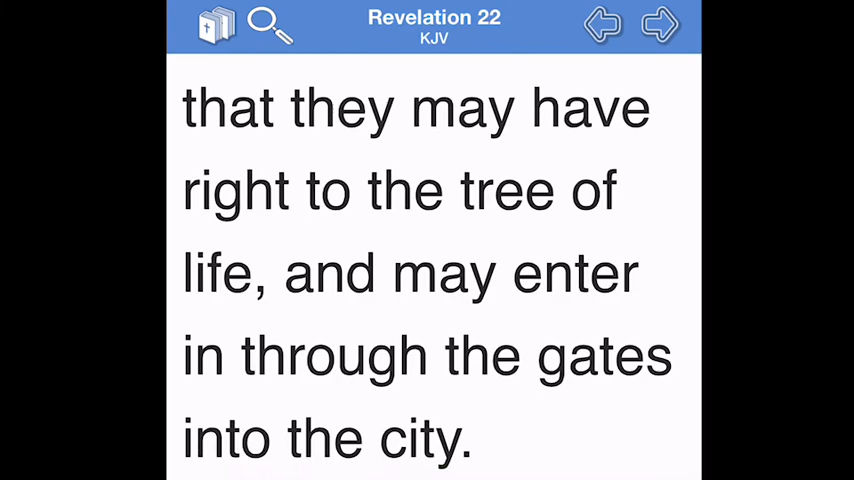 Revelation 22
KJV
that they may have
right to the tree of
life, and may enter
in through the gates
into the city.